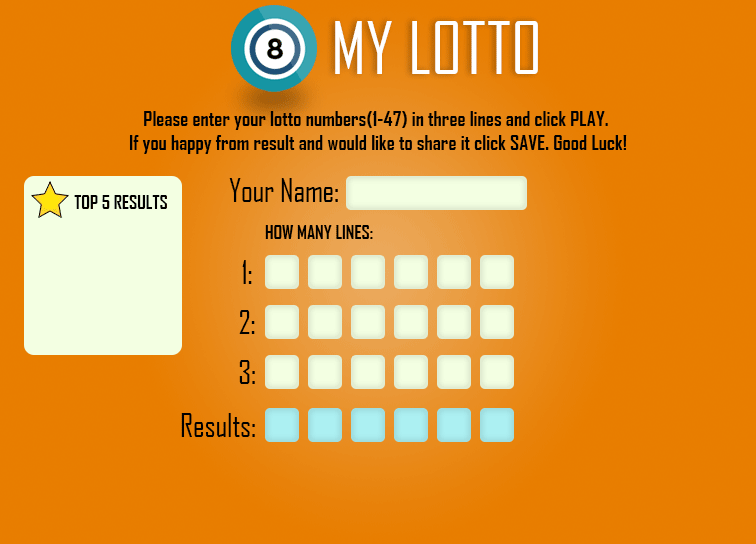 8
MY LOTTO
Please enter your lotto numbers(1-47) in three lines and click PLAY.
If you happy from result and would like to share it click SAVE. Good Luck!
TOP 5 RESULTS
Your Name:
HOW MANY LINES:
1:
2:
3:
Results: